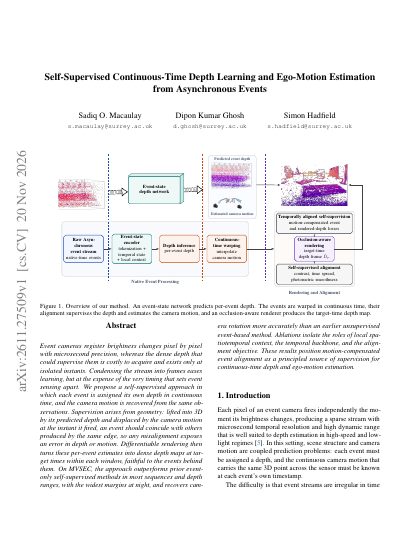 Self-Supervised Continuous-Time Depth Learning and Ego-Motion Estimation
from Asynchronous Events
Sadiq O. Macaulay
Dipon Kumar Ghosh
Simon Hadfield
s.macaulay@surrey.ac.uk
d.ghosh@surrey.ac.uk
s.hadfield@surrey.ac.uk
arXiv:2611.27509v1 [cs.CV] 20 Nov 2026
Event-state
depth network
Predicted event depth
Estimated camera motion
Raw Asyn-
chronous
event stream
native-time events
Event-state
encoder
tokenisation +
temporal state
+ local context
Depth inference
per-event depth
Continuous
time warping
interpolate
camera motion
Native Event Processing
Temporally aligned self-supervision
motion-compensated event
and rendered depth losses
Occlusion-aware
rendering
target-time
depth frame
Self-Supervised alignment
contrast, time spread,
photometric smoothness
Rendering and Alignment
Figure 1. Overview of our method. An event-state network predicts per-event depth. The events are warped in continuous time, their
alignment supervises the depth and estimates the camera motion, and an occlusion-aware renderer produces the target-time depth map.
Abstract
Event cameras register brightness changes pixel by pixel
with microsecond precision, whereas the dense depth that
could supervise them is costly to acquire and exists only at
isolated instants. Condensing the stream into frames eases
learning, but at the expense of the very timing that sets event
sensing apart. We propose a self-supervised approach in
which each event is assigned its own depth in continuous
time, and the camera motion is recovered from the same ob-
servations. Supervision arises from geometry: lifted into 3D
by its predicted depth and displaced by the camera motion
at the instant it fired, an event should coincide with others
produced by the same edge, so any misalignment exposes
an error in depth or motion. Differentiable rendering then
turns these per-event estimates into dense depth maps at tar-
get times within each window, faithful to the events behind
them. On MVSEC, the approach outperforms prior event-
only self-supervised methods in most sequences and depth
ranges, with the widest margins at night, and recovers cam-
era rotation more accurately than an earlier unsupervised
event-based method. Ablations isolate the roles of local spa-
tiotemporal context, the temporal backbone, and the align-
ment objective. These results position motion-compensated
event alignment as a principled source of supervision for
continuous-time depth and ego-motion estimation.
1. Introduction
Each pixel of an event camera fires independently the mo-
ment its brightness changes, producing a sparse stream with
microsecond temporal resolution and high dynamic range
that is well suited to depth estimation in high-speed and low-
light regimes [5]. In this setting, scene structure and camera
motion are coupled prediction problems: each event must
be assigned a depth, and the continuous camera motion that
carries the same 3D point across the sensor must be known
at each event's own timestamp.
The difficulty is that event streams are irregular in time